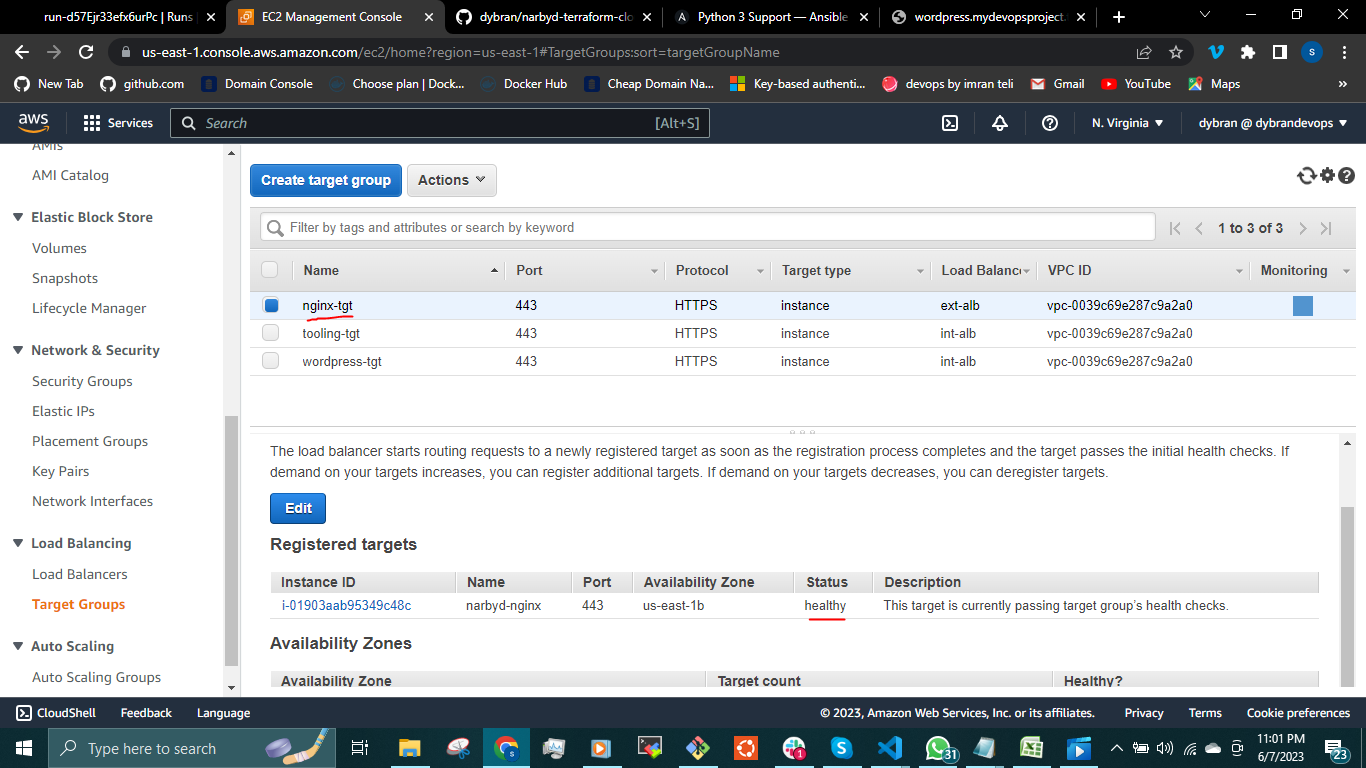 run-d57Ejr33efx6urPc | Runs
EC2 Management Console
dybran/narbyd-terraform-clo
Python 3 Support — Ansible
wordpress.mydevopsproject.
us-east-1.console.aws.amazon.com/ec2/home?region=us-east-1#TargetGroups:sort=targetGroupName
S
New Tab
github.com
Domain Console
Choose plan | Dock...
Docker Hub
Cheap Domain Na...
Key-based authenti...
devops by imran teli
Gmail
YouTube
Maps
»
aws
Services
Search
[Alt+S]
N. Virginia
dybran @ dybrandevops
AMIs
AMI Catalog
Elastic Block Store
Volumes
Snapshots
Lifecycle Manager
Network & Security
Security Groups
Elastic IPs
Placement Groups
Key Pairs
Network Interfaces
Load Balancing
Load Balancers
Target Groups
Auto Scaling
Auto Scaling Groups
Create target group
Actions
Filter by tags and attributes or search by keyword
1 to 3 of 3
Name Port Protocol Target type Load Balanc VPC ID Monitoring
nginx-tgt 443 HTTPS instance ext-alb vpc-0039c69e287c9a2a0
tooling-tgt 443 HTTPS instance int-alb vpc-0039c69e287c9a2a0
wordpress-tgt 443 HTTPS instance int-alb vpc-0039c69e287c9a2a0
The load balancer starts routing requests to a newly registered target as soon as the registration process completes and the target passes the initial health checks. If
demand on your targets increases, you can register additional targets. If demand on your targets decreases, you can deregister targets.
Edit
Registered targets
Instance ID Name Port Availability Zone Status Description
i-01903aab95349c48c narbyd-nginx 443 us-east-1b healthy This target is currently passing target group's health checks.
Availability Zones
Availability Zone Target count Healthy?
CloudShell
Feedback
Language
© 2023, Amazon Web Services, Inc. or its affiliates.
Privacy
Terms
Cookie preferences
Type here to search
1
31
11:01 PM
6/7/2023
23